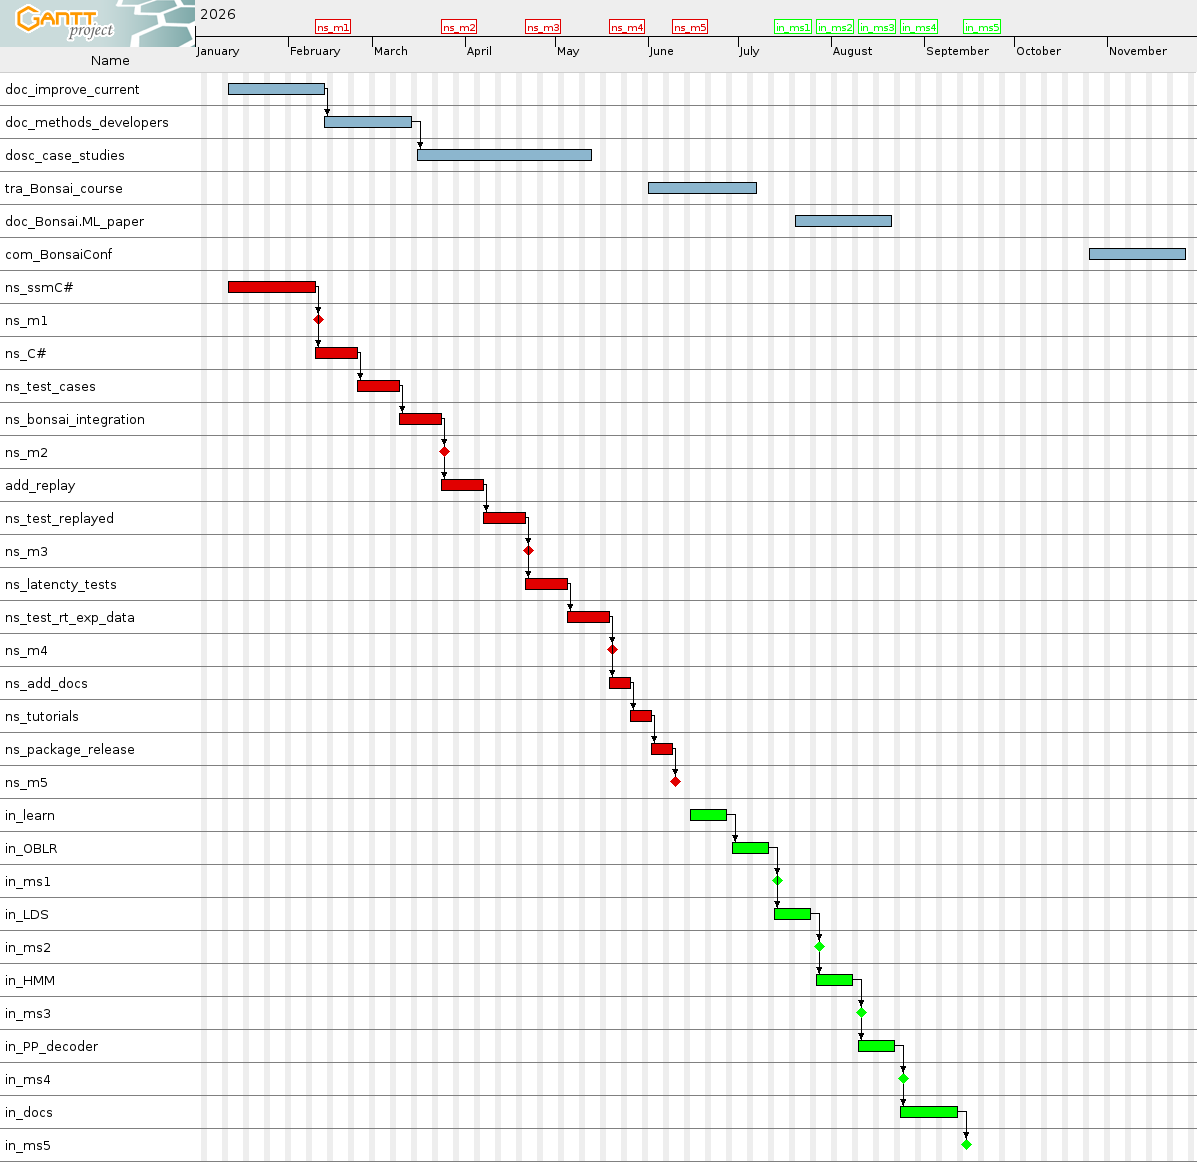 GANTT project
2026
ns_m1 ns_m2 ns_m3 ns_m4 ns_m5 in_ms1 in_ms2 in_ms3 in_ms4 in_ms5
January February March April May June July August September October November
Name
doc_improve_current
doc_methods_developers
dosc_case_studies
tra_Bonsai_course
doc_Bonsai.ML_paper
com_BonsaiConf
ns_ssmC#
ns_m1
ns_C#
ns_test_cases
ns_bonsai_integration
ns_m2
add_replay
ns_test_replayed
ns_m3
ns_latencty_tests
ns_test_rt_exp_data
ns_m4
ns_add_docs
ns_tutorials
ns_package_release
ns_m5
in_learn
in_OBLR
in_ms1
in_LDS
in_ms2
in_HMM
in_ms3
in_PP_decoder
in_ms4
in_docs
in_ms5